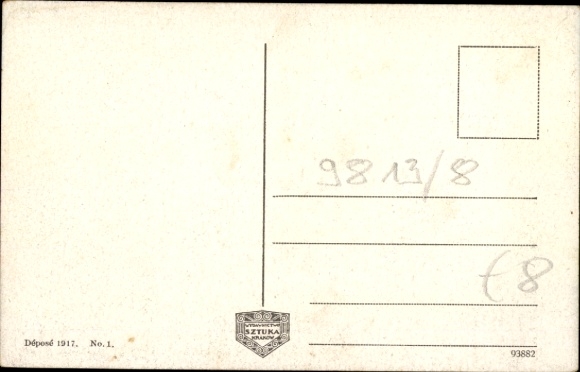 9813/8
€8
WYDAWNICTWO
SZTUKA
KRAKÓW
Déposé 1917. No. 1.
93882